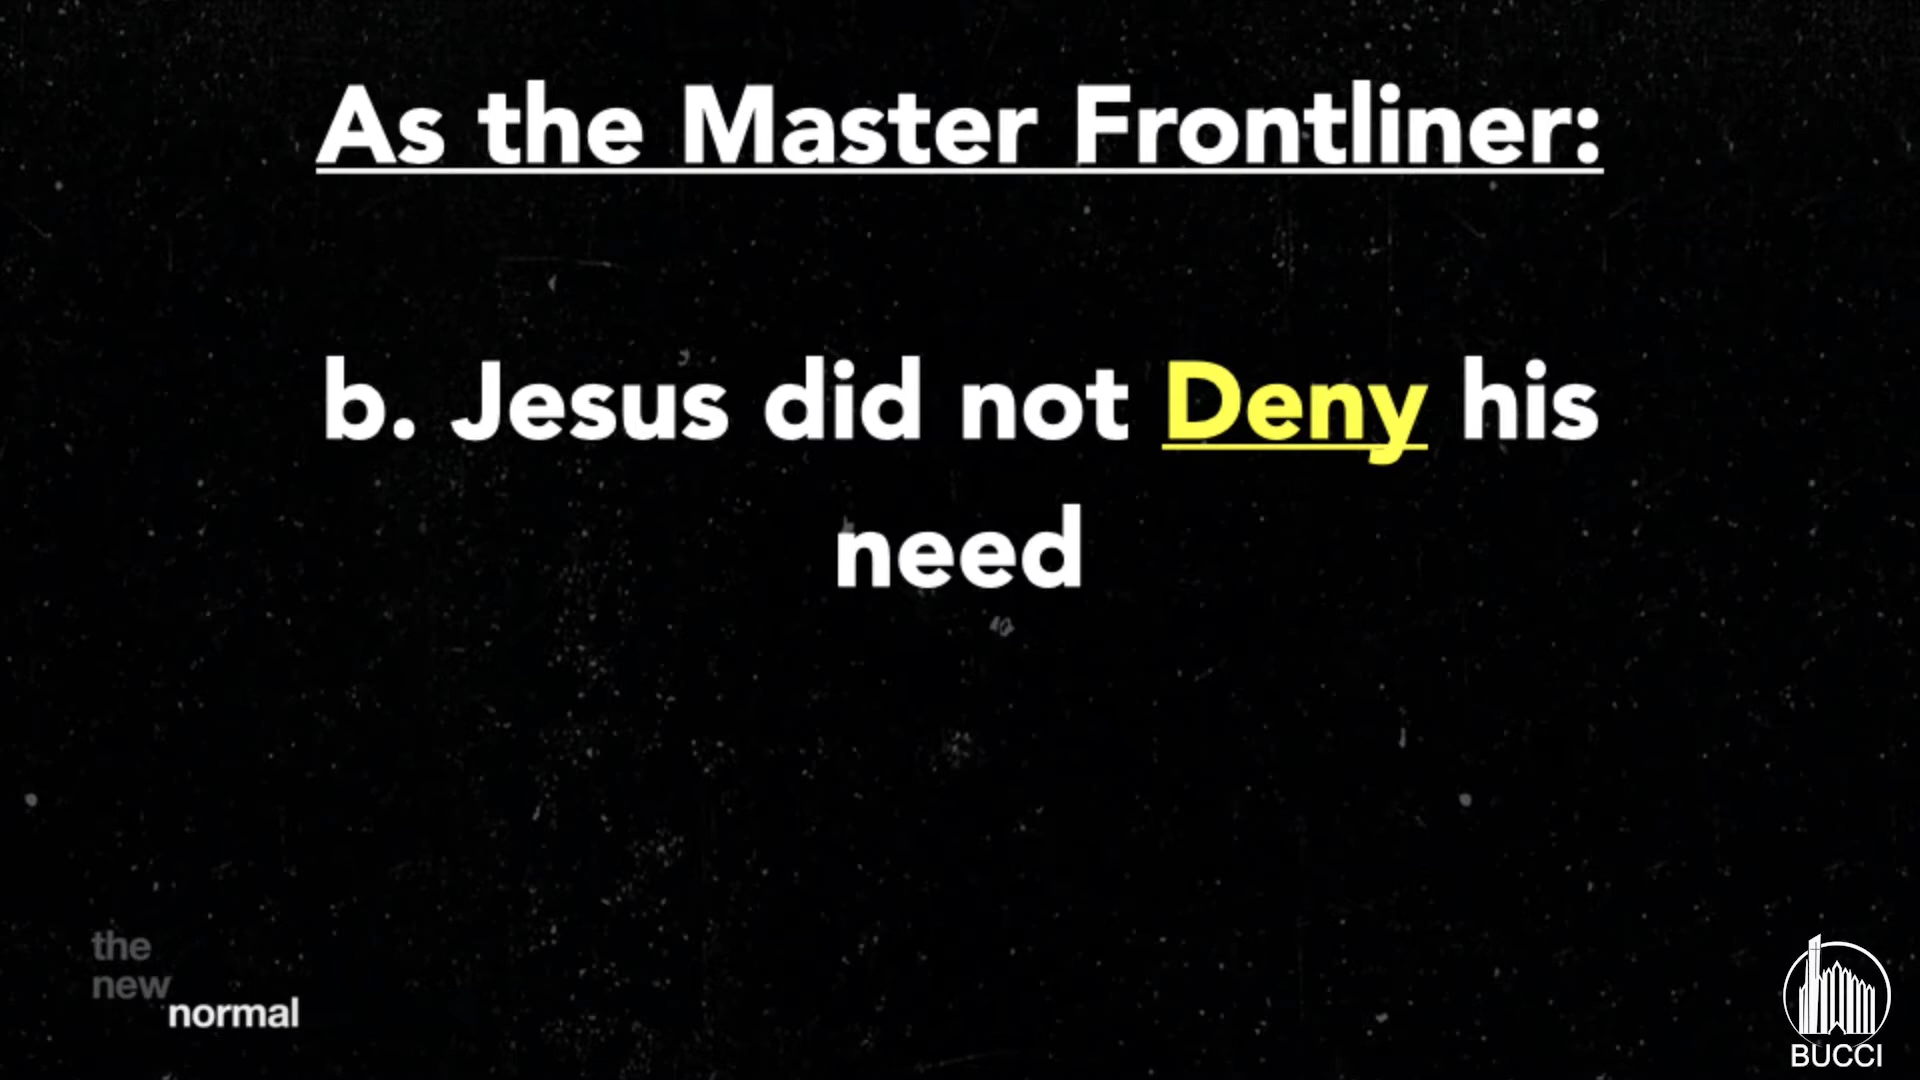 As the Master Frontliner:
b. Jesus did not Deny his
need
the
new
normal
BUCCI